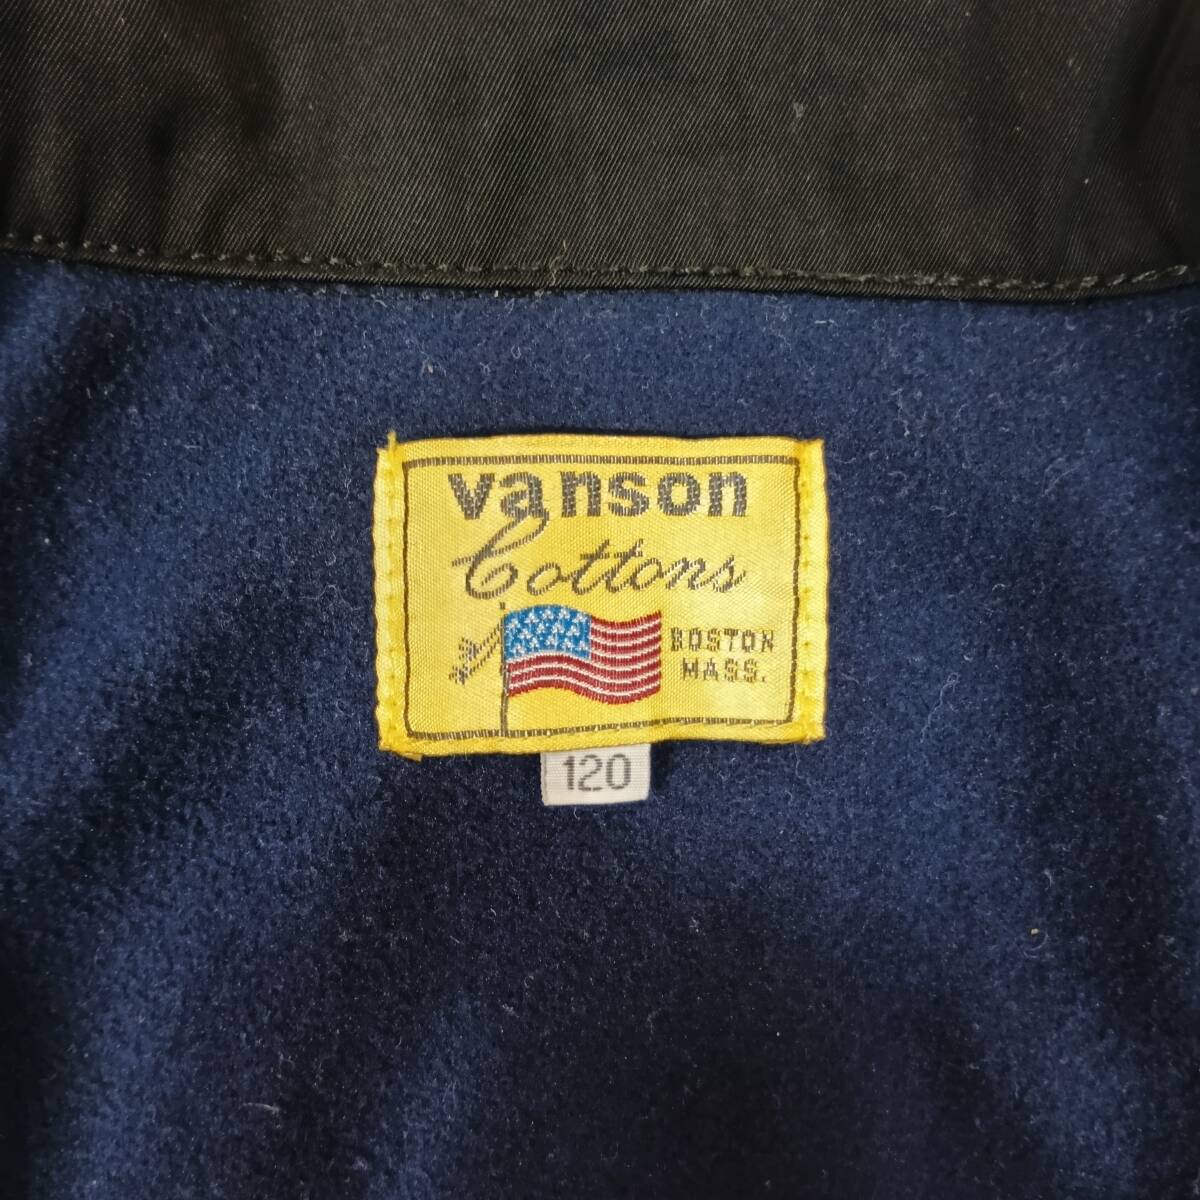 vanson
Cottons
BOSTON
MASS.
120